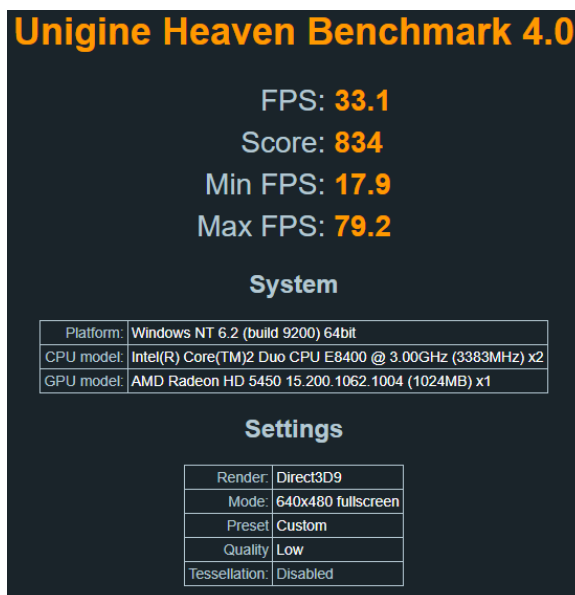 Unigine Heaven Benchmark 4.0
FPS: 33.1
Score: 834
Min FPS: 17.9
Max FPS: 79.2
System
Platform: Windows NT 6.2 (build 9200) 64bit
CPU model: Intel(R) Core(TM)2 Duo CPU E8400 @ 3.00GHz (3383MHz) x2
GPU model: AMD Radeon HD 5450 15.200.1062.1004 (1024MB) x1
Settings
Render: Direct3D9
Mode: 640x480 fullscreen
Preset Custom
Quality Low
Tessellation: Disabled